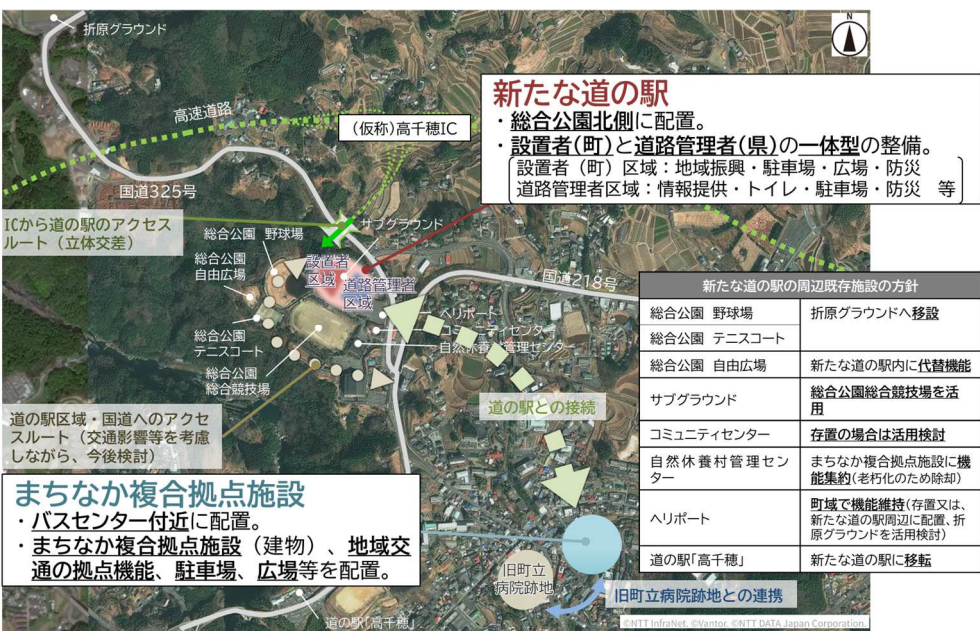 折原グラウンド
N
高速道路
(仮称)高千穂IC
国道325号
新たな道の駅
・総合公園北側に配置。
・設置者(町)と道路管理者(県)の一体型の整備。
設置者（町）区域：地域振興・駐車場・広場・防災
道路管理者区域：情報提供・トイレ・駐車場・防災　等
ICから道の駅のアクセス
ルート（立体交差）
サブグラウンド
総合公園 野球場
総合公園
自由広場
設置者
区域
道路管理者
区域
国道218号
ヘリポート
コミュニティセンター
自然休養村管理センター
総合公園
テニスコート
総合公園
総合競技場
道の駅区域・国道へのアクセ
スルート（交通影響等を考慮
しながら、今後検討）
道の駅との接続
新たな道の駅の周辺既存施設の方針
総合公園 野球場
総合公園 テニスコート
折原グラウンドへ移設
総合公園 自由広場
新たな道の駅内に代替機能
サブグラウンド
総合公園総合競技場を活
用
コミュニティセンター
存置の場合は活用検討
自然休養村管理セン
ター
まちなか複合拠点施設に機
能集約(老朽化のため除却)
ヘリポート
町域で機能維持(存置又は、
新たな道の駅周辺に配置、折
原グラウンドを活用検討)
道の駅「高千穂」
新たな道の駅に移転
まちなか複合拠点施設
・バスセンター付近に配置。
・まちなか複合拠点施設（建物）、地域交
通の拠点機能、駐車場、広場等を配置。
旧町立
病院跡地
旧町立病院跡地との連携
道の駅「高千穂」
©NTT InfraNet, ©Vantor, ©NTT DATA Japan Corporation.